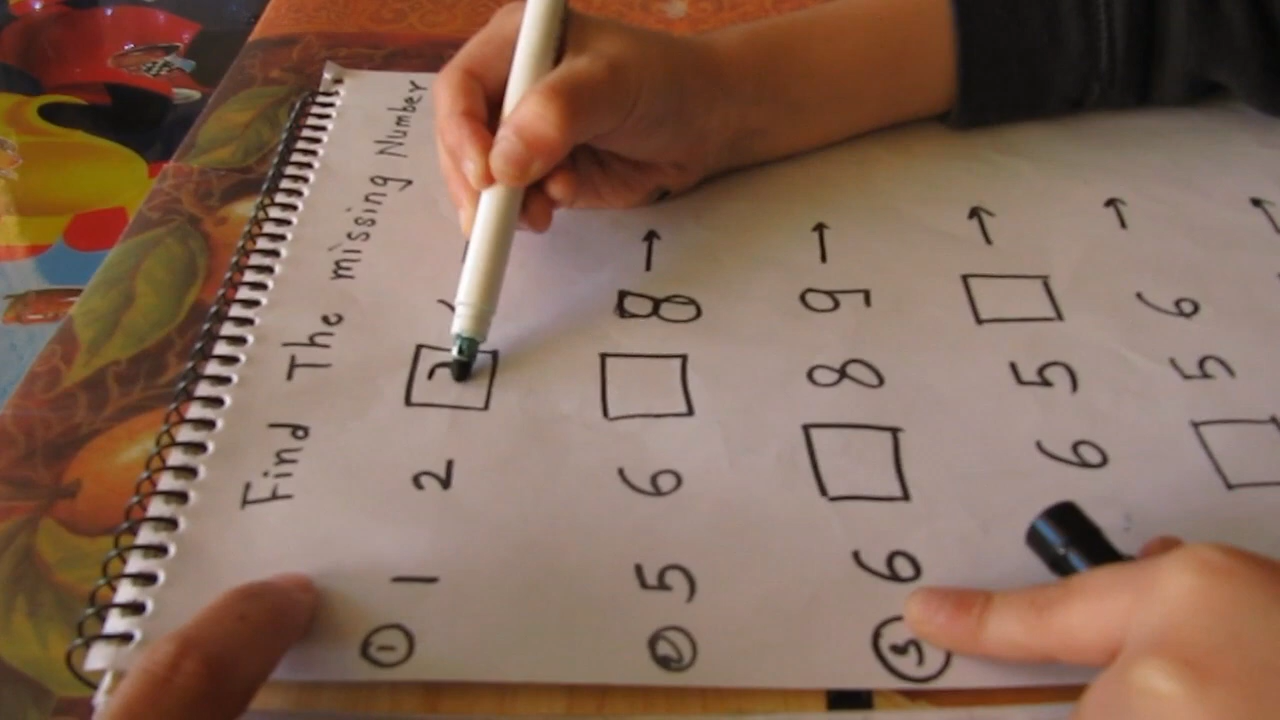 Find The missing Number
① 1 2
② 5 6 □ 8 →
③ 6 □ 8 9 →
6 5 □ →
□ 5 6 →